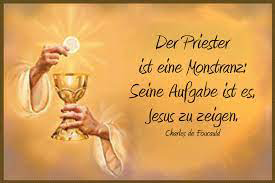 Der Priester
ist eine Monstranz:
Seine Aufgabe ist es,
Jesus zu zeigen.
Charles de Foucauld